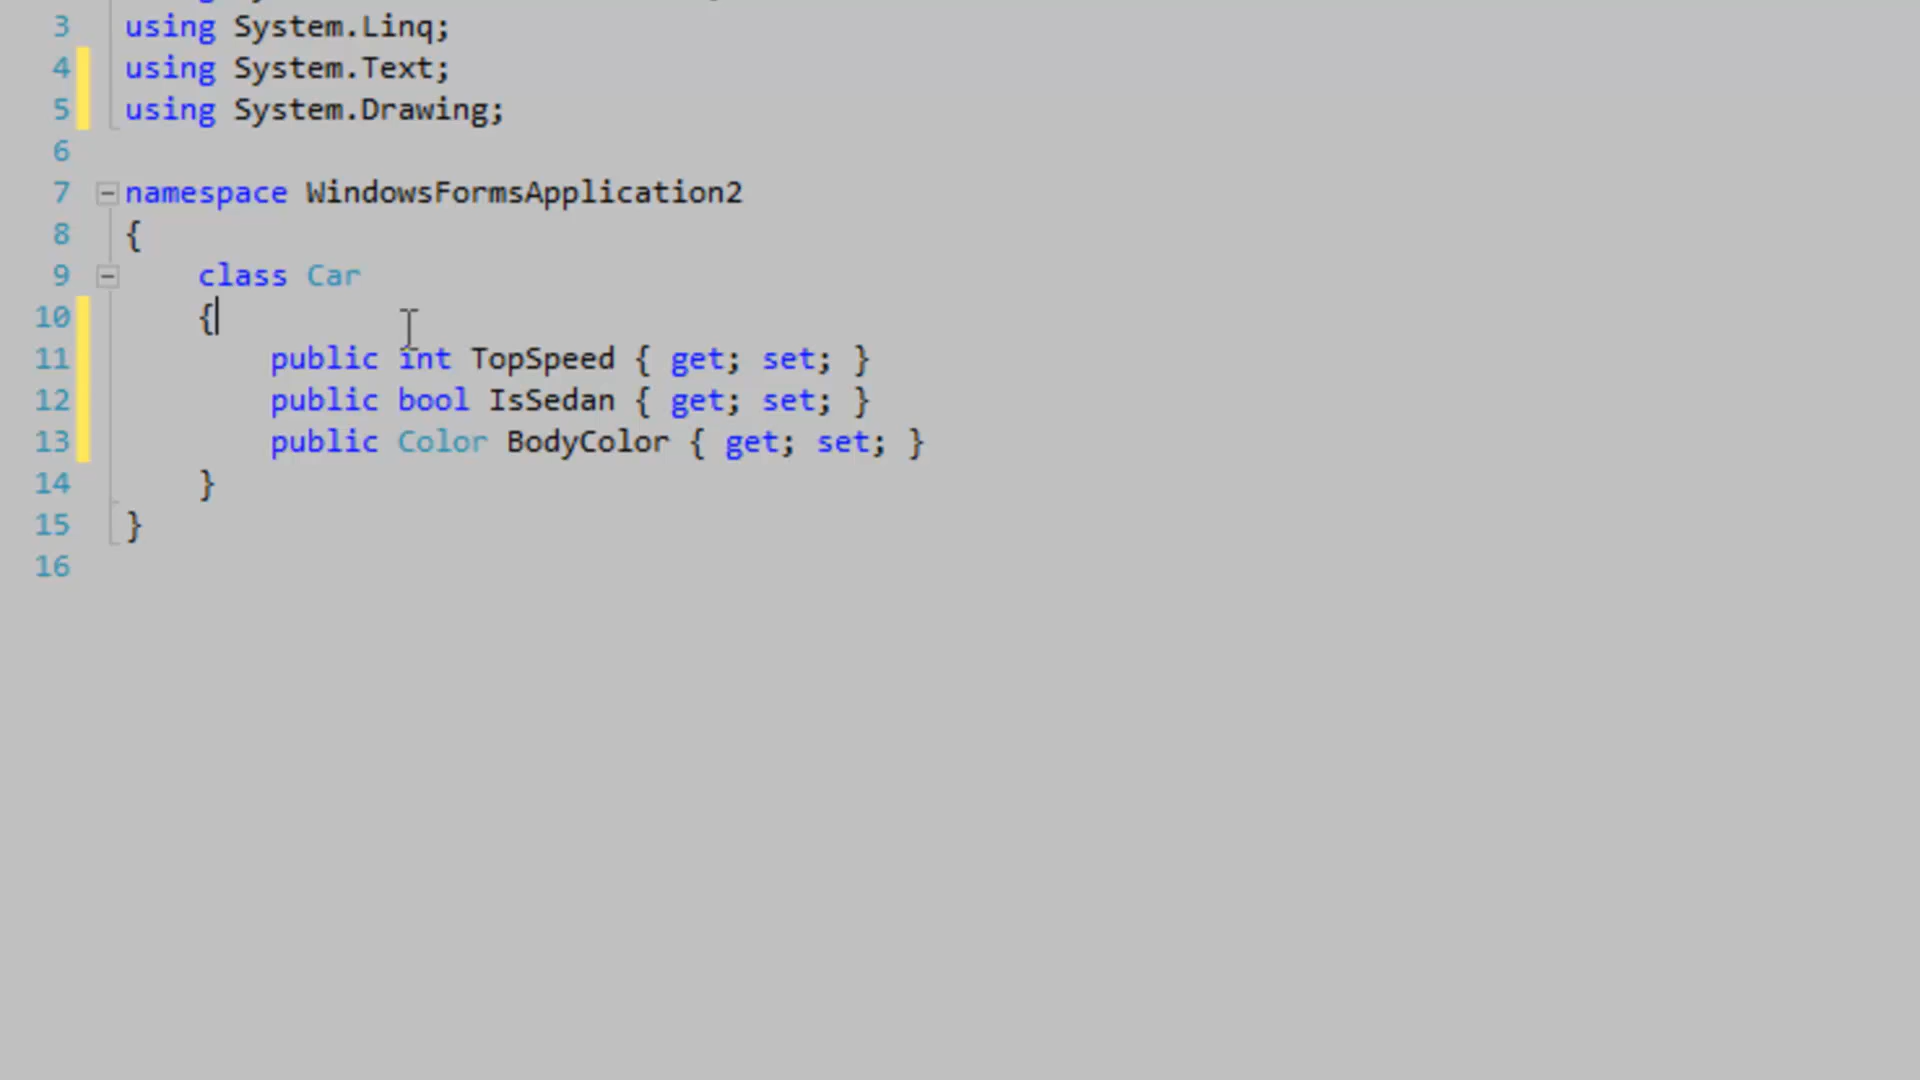 3 using System.Linq;
4 using System.Text;
5 using System.Drawing;
6
7 namespace WindowsFormsApplication2
8 {
9 class Car
10 {
11 public int TopSpeed { get; set; }
12 public bool IsSedan { get; set; }
13 public Color BodyColor { get; set; }
14 }
15 }
16